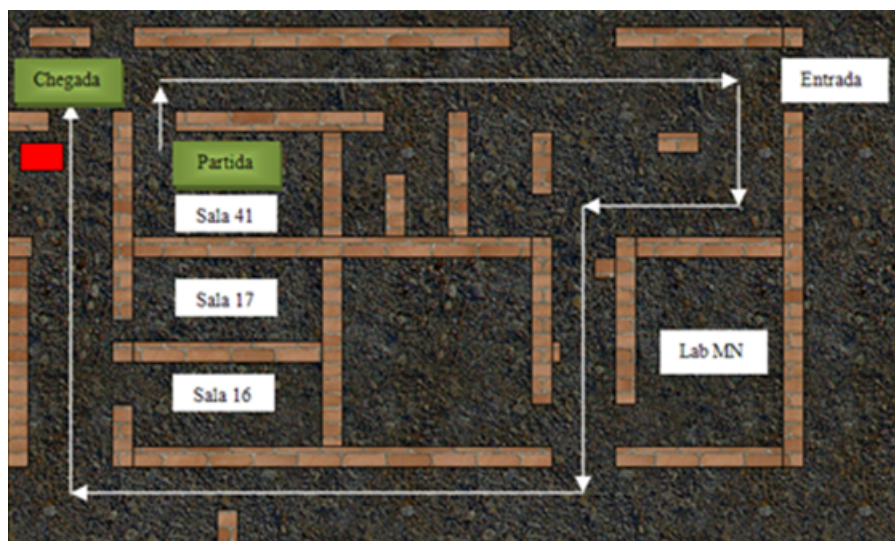 Chegada
Entrada
Partida
Sala 41
Sala 17
Lab MN
Sala 16